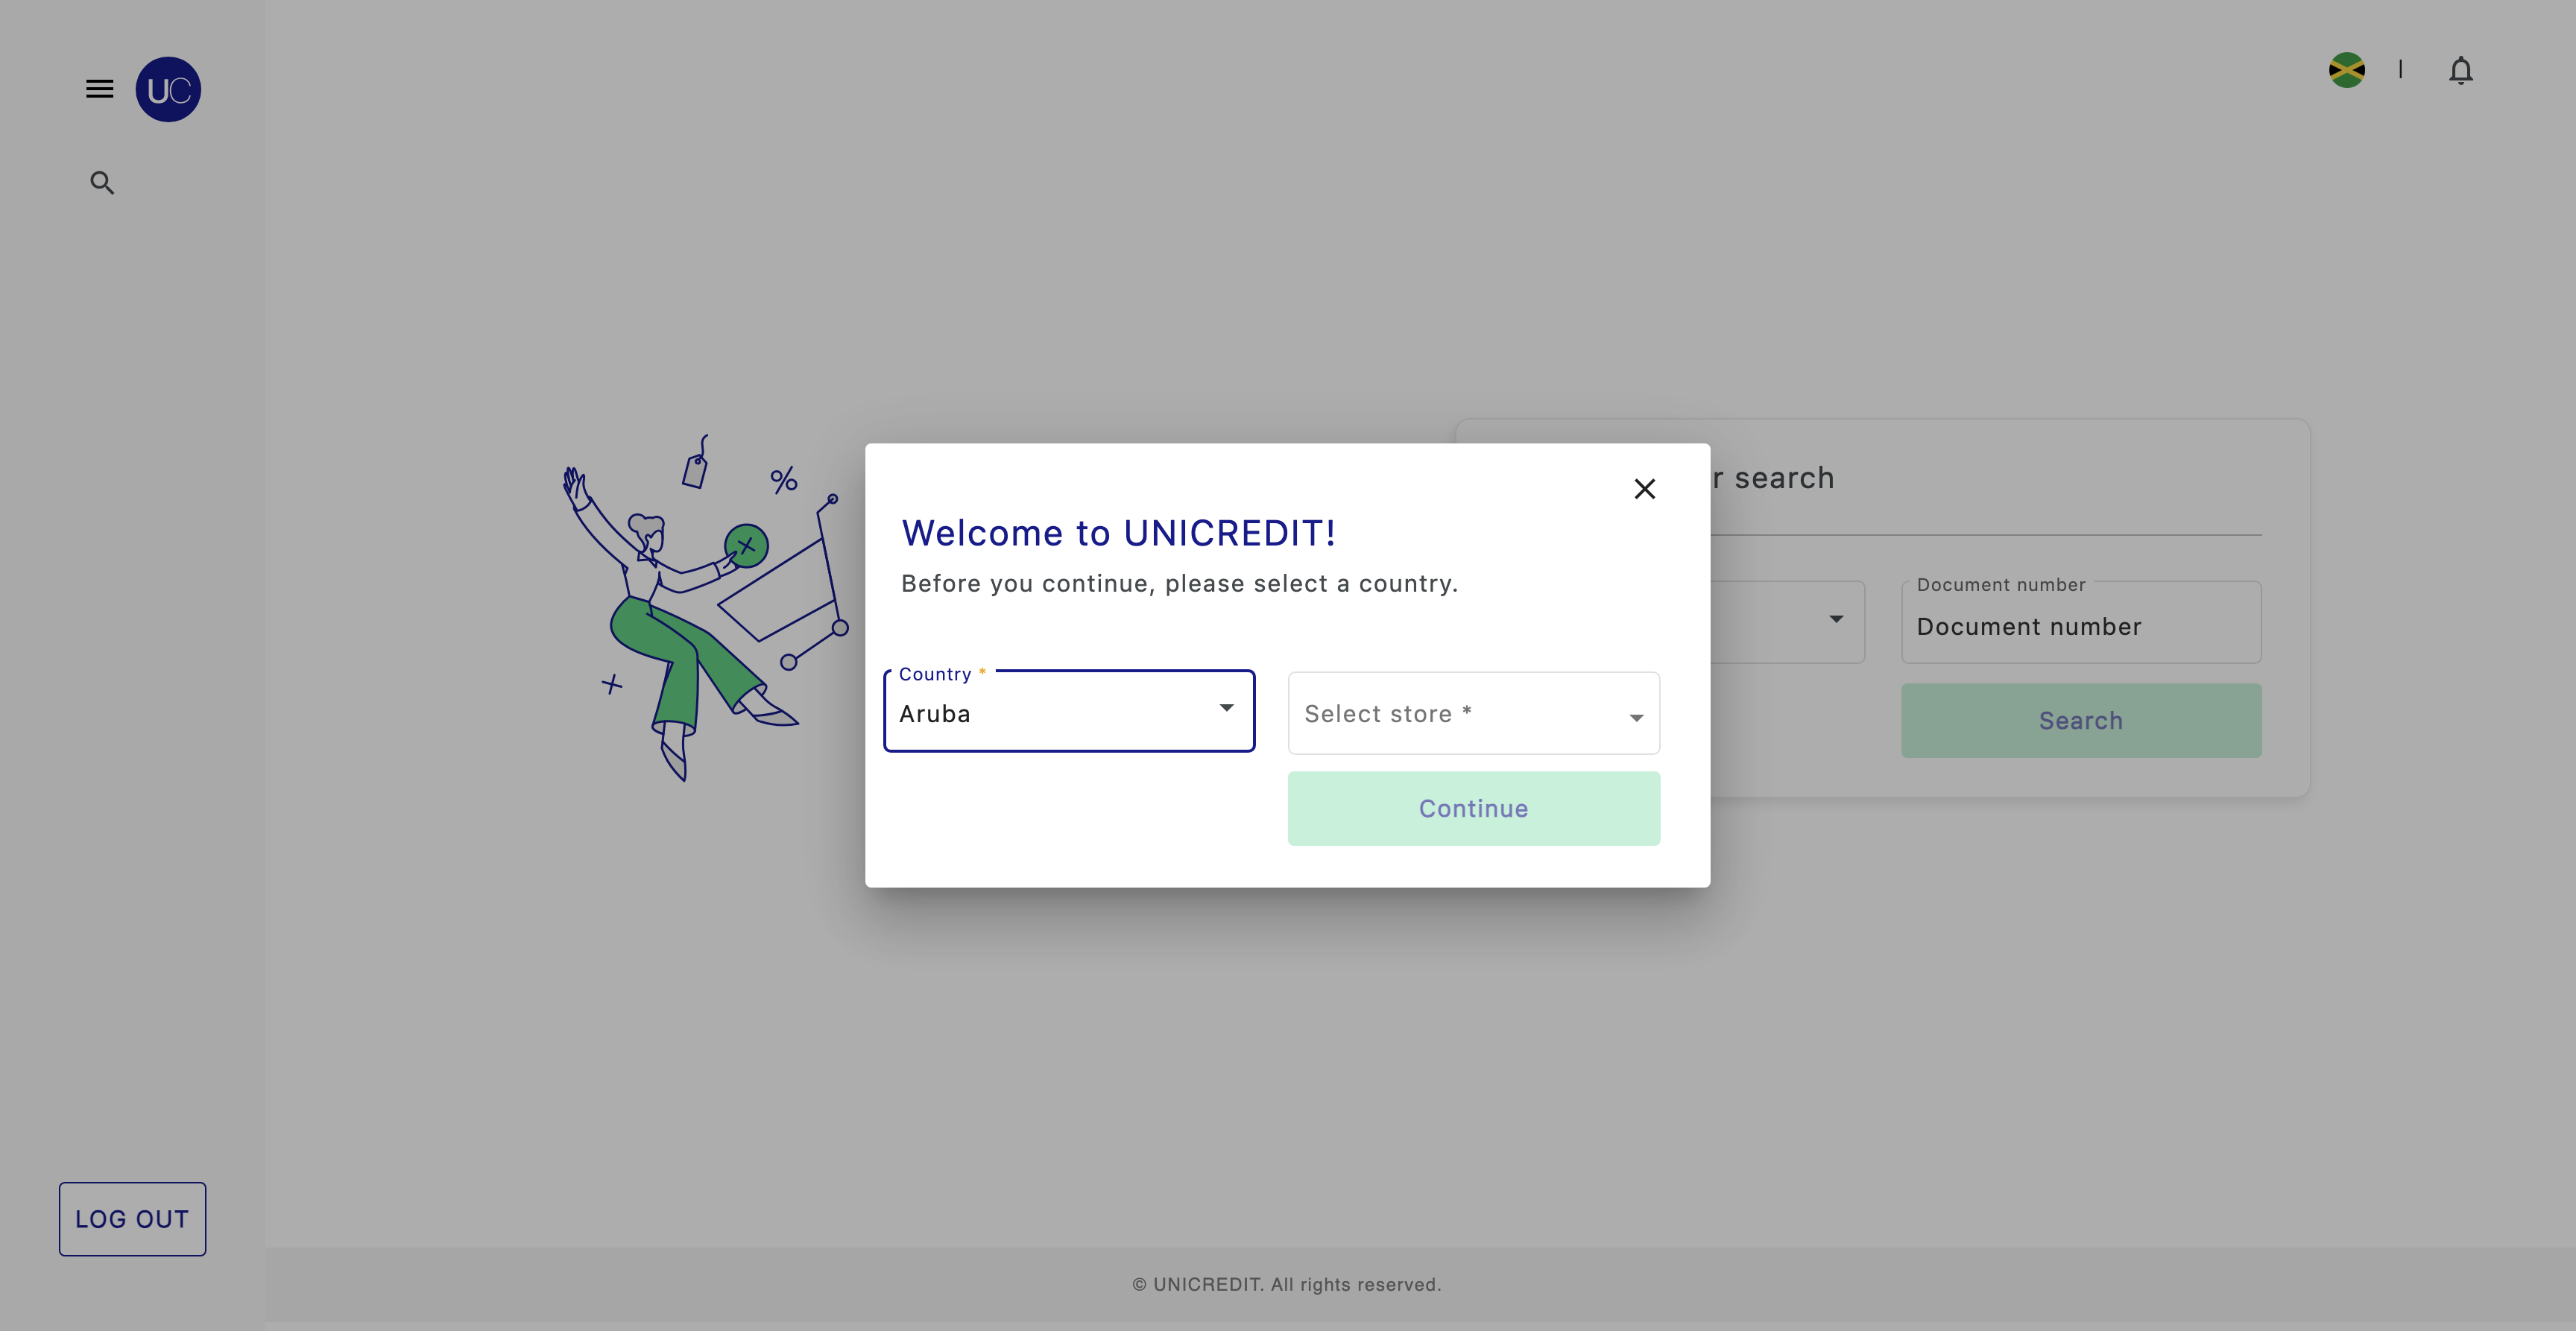 UC
Welcome to UNICREDIT!
Before you continue, please select a country.
Country *
Aruba
Select store *
Continue
r search
Document number
Document number
Search
LOG OUT
© UNICREDIT. All rights reserved.